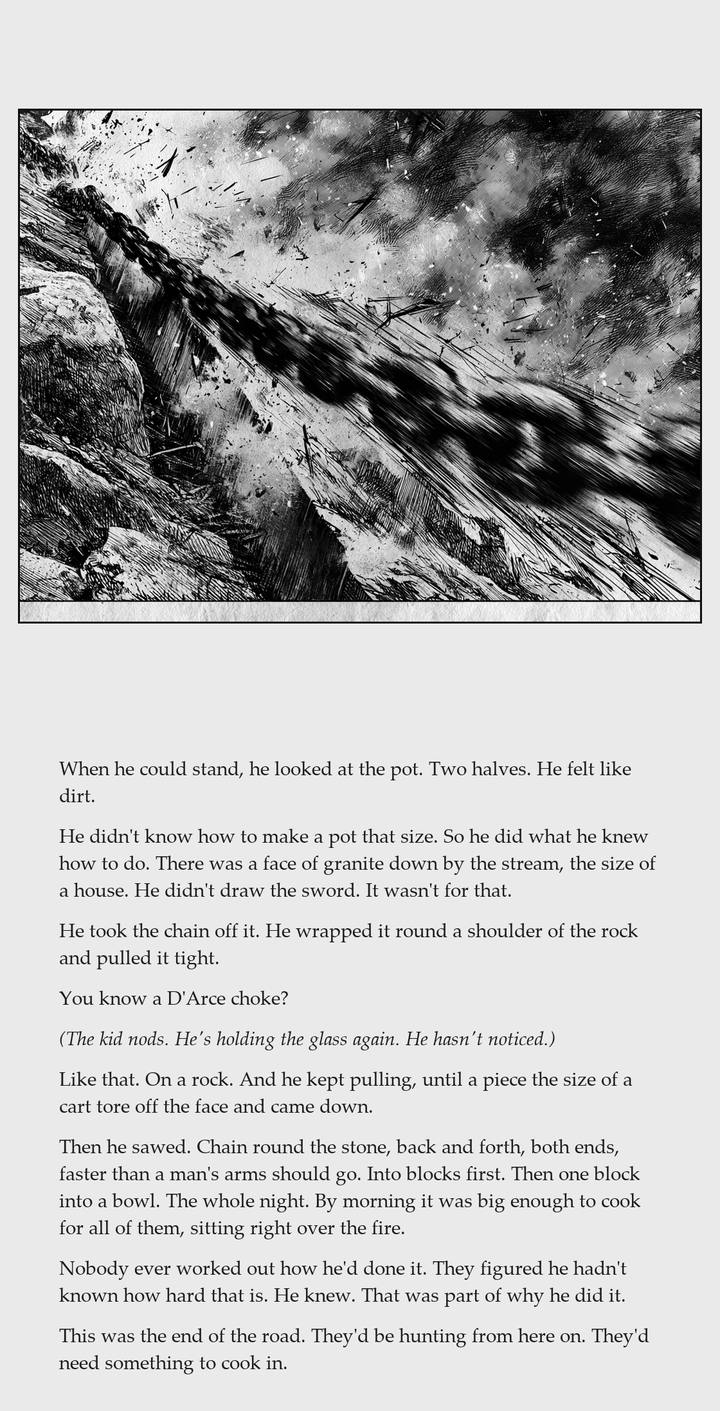 When he could stand, he looked at the pot. Two halves. He felt like
dirt.
He didn't know how to make a pot that size. So he did what he knew
how to do. There was a face of granite down by the stream, the size of
a house. He didn't draw the sword. It wasn't for that.
He took the chain off it. He wrapped it round a shoulder of the rock
and pulled it tight.
You know a D'Arce choke?
(The kid nods. He's holding the glass again. He hasn't noticed.)
Like that. On a rock. And he kept pulling, until a piece the size of a
cart tore off the face and came down.
Then he sawed. Chain round the stone, back and forth, both ends,
faster than a man's arms should go. Into blocks first. Then one block
into a bowl. The whole night. By morning it was big enough to cook
for all of them, sitting right over the fire.
Nobody ever worked out how he'd done it. They figured he hadn't
known how hard that is. He knew. That was part of why he did it.
This was the end of the road. They'd be hunting from here on. They'd
need something to cook in.